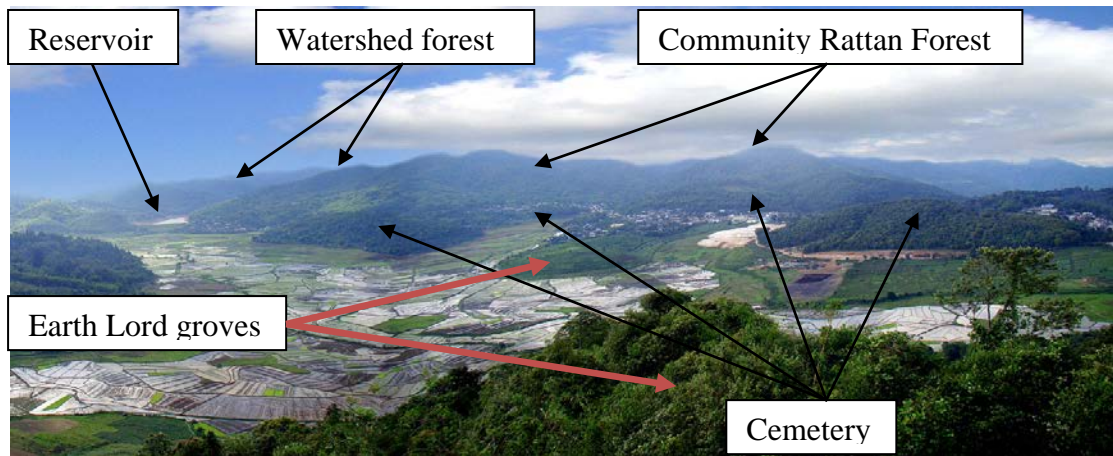 Reservoir
Watershed forest
Community Rattan Forest
Earth Lord groves
Cemetery